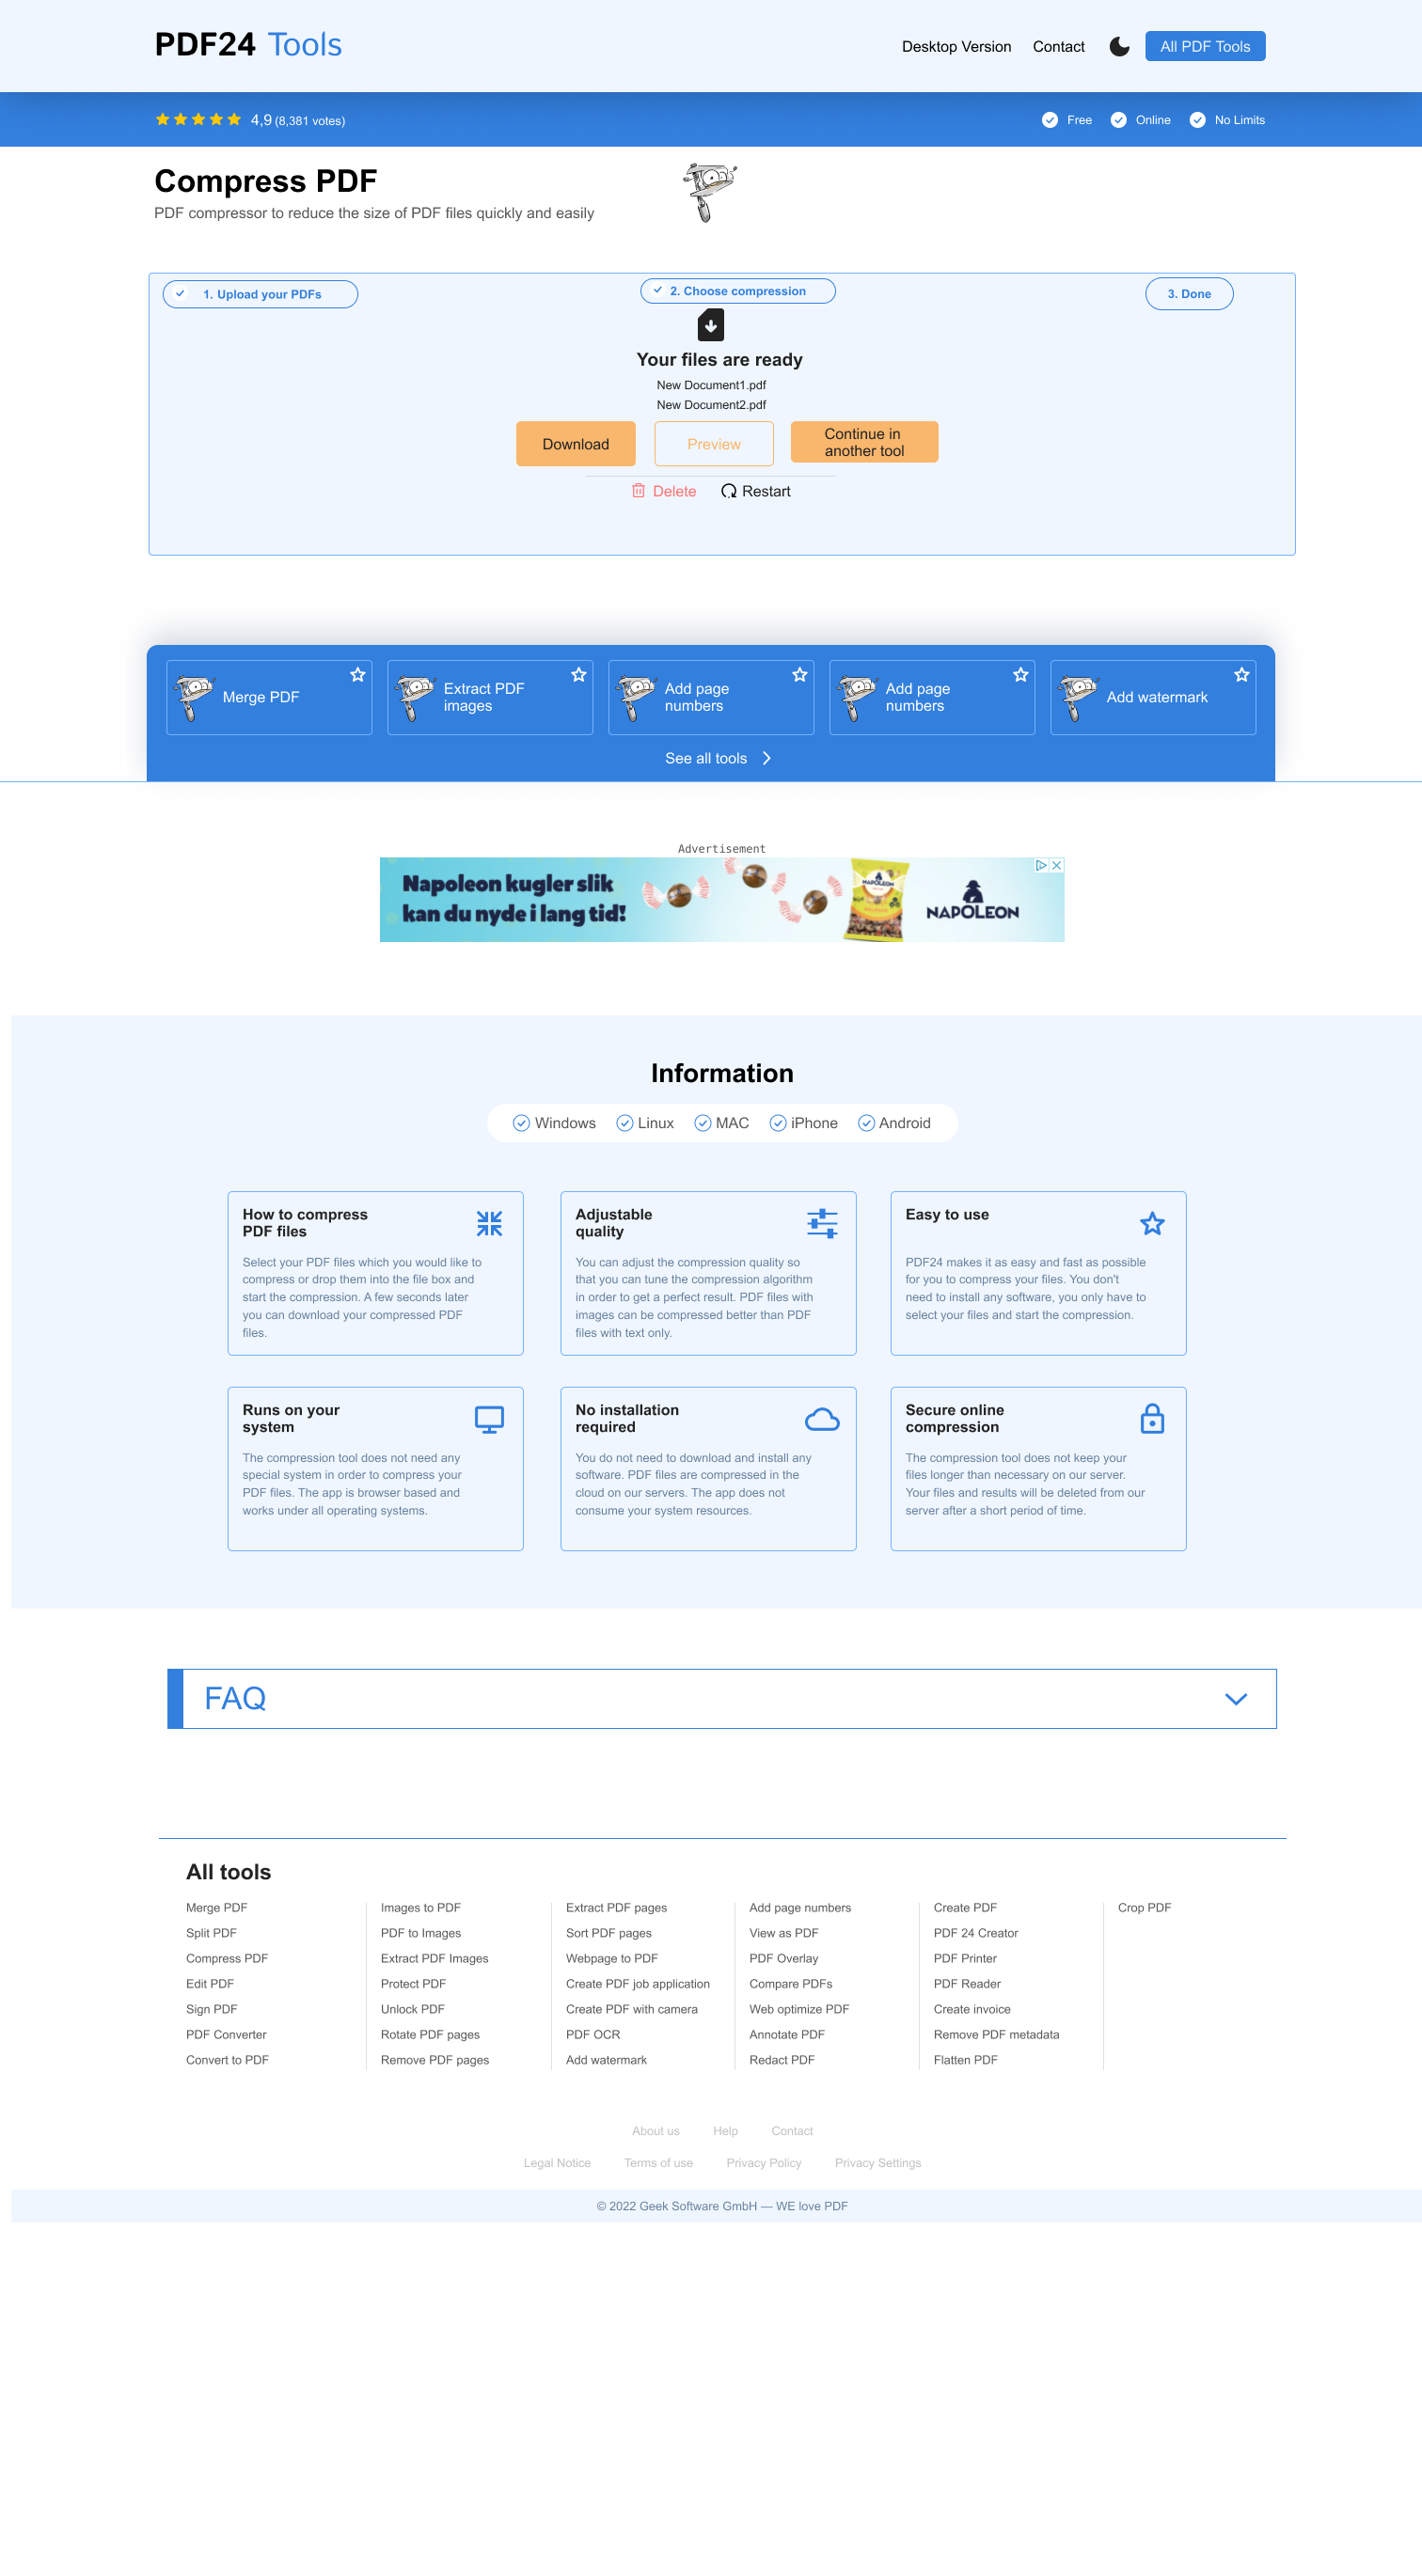 PDF24 Tools
Desktop Version
Contact
All PDF Tools
4,9 (8,381 votes)
Free
Online
No Limits
Compress PDF
PDF compressor to reduce the size of PDF files quickly and easily
1. Upload your PDFs
2. Choose compression
3. Done
Your files are ready
New Document1.pdf
New Document2.pdf
Download
Preview
Continue in
another tool
Delete
Restart
Merge PDF
Extract PDF
images
Add page
numbers
Add page
numbers
Add watermark
See all tools
Advertisement
Napoleon kugler slik
kan du nyde i lang tid!
NAPOLEON
NAPOLEON
Information
Windows
Linux
MAC
iPhone
Android
How to compress
PDF files
Select your PDF files which you would like to
compress or drop them into the file box and
start the compression. A few seconds later
you can download your compressed PDF
files.
Adjustable
quality
You can adjust the compression quality so
that you can tune the compression algorithm
in order to get a perfect result. PDF files with
images can be compressed better than PDF
files with text only.
Easy to use
PDF24 makes it as easy and fast as possible
for you to compress your files. You don't
need to install any software, you only have to
select your files and start the compression.
Runs on your
system
The compression tool does not need any
special system in order to compress your
PDF files. The app is browser based and
works under all operating systems.
No installation
required
You do not need to download and install any
software. PDF files are compressed in the
cloud on our servers. The app does not
consume your system resources.
Secure online
compression
The compression tool does not keep your
files longer than necessary on our server.
Your files and results will be deleted from our
server after a short period of time.
FAQ
All tools
Merge PDF
Split PDF
Compress PDF
Edit PDF
Sign PDF
PDF Converter
Convert to PDF
Images to PDF
PDF to Images
Extract PDF Images
Protect PDF
Unlock PDF
Rotate PDF pages
Remove PDF pages
Extract PDF pages
Sort PDF pages
Webpage to PDF
Create PDF job application
Create PDF with camera
PDF OCR
Add watermark
Add page numbers
View as PDF
PDF Overlay
Compare PDFs
Web optimize PDF
Annotate PDF
Redact PDF
Create PDF
PDF 24 Creator
PDF Printer
PDF Reader
Create invoice
Remove PDF metadata
Flatten PDF
Crop PDF
About us
Help
Contact
Legal Notice
Terms of use
Privacy Policy
Privacy Settings
© 2022 Geek Software GmbH — WE love PDF